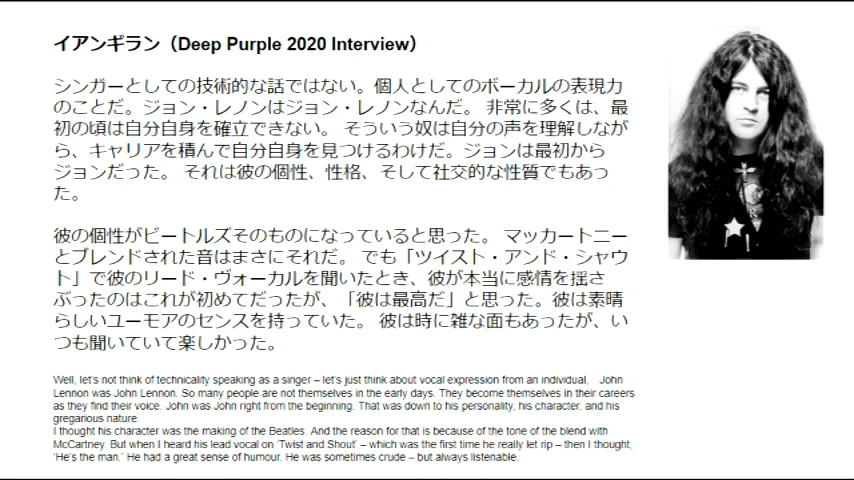 イアンギラン（Deep Purple 2020 Interview）
シンガーとしての技術的な話ではない。個人としてのボーカルの表現力
のことだ。ジョン・レノンはジョン・レノンなんだ。 非常に多くは、最
初の頃は自分自身を確立できない。 そういう奴は自分の声を理解しなが
ら、キャリアを積んで自分自身を見つけるわけだ。ジョンは最初から
ジョンだった。 それは彼の個性、性格、そして社交的な性質でもあっ
た。
彼の個性がビートルズそのものになっていると思った。 マッカートニー
とブレンドされた音はまさにそれだ。 でも「ツイスト・アンド・シャウ
ト」で彼のリード・ヴォーカルを聞いたとき、彼が本当に感情を揺さ
ぶったのはこれが初めてだったが、「彼は最高だ」と思った。彼は素晴
らしいユーモアのセンスを持っていた。 彼は時に雑な面もあったが、い
つも聞いていて楽しかった。
Well, let's not think of technicality speaking as a singer – let's just think about vocal expression from an individual. John
Lennon was John Lennon. So many people are not themselves in the early days. They become themselves in their careers
as they find their voice. John was John right from the beginning. That was down to his personality, his character, and his
gregarious nature.
I thought his character was the making of the Beatles. And the reason for that is because of the tone of the blend with
McCartney. But when I heard his lead vocal on 'Twist and Shout' – which was the first time he really let rip – then I thought,
'He's the man.' He had a great sense of humour. He was sometimes crude – but always listenable.